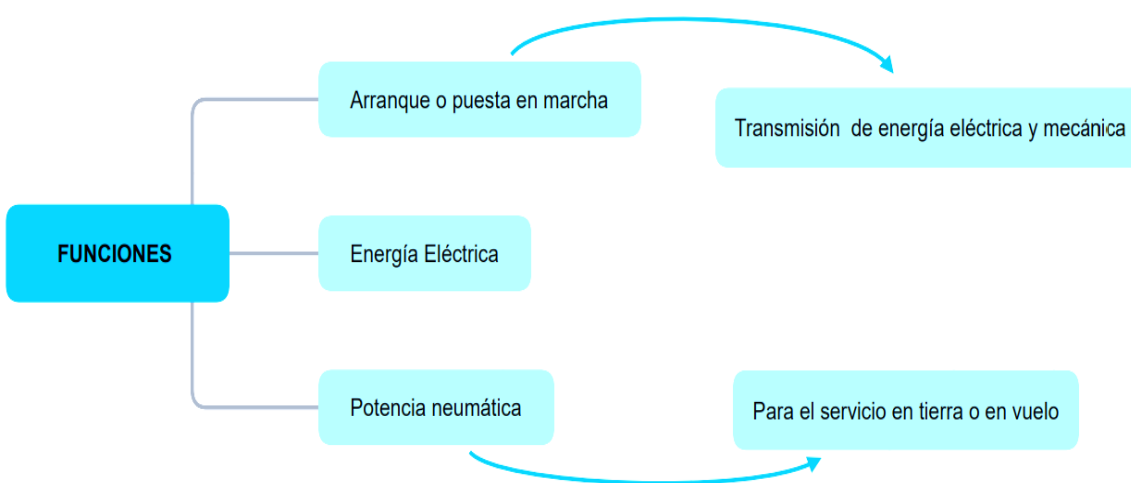 Arranque o puesta en marcha
Transmisión de energía eléctrica y mecánica
FUNCIONES
Energía Eléctrica
Potencia neumática
Para el servicio en tierra o en vuelo